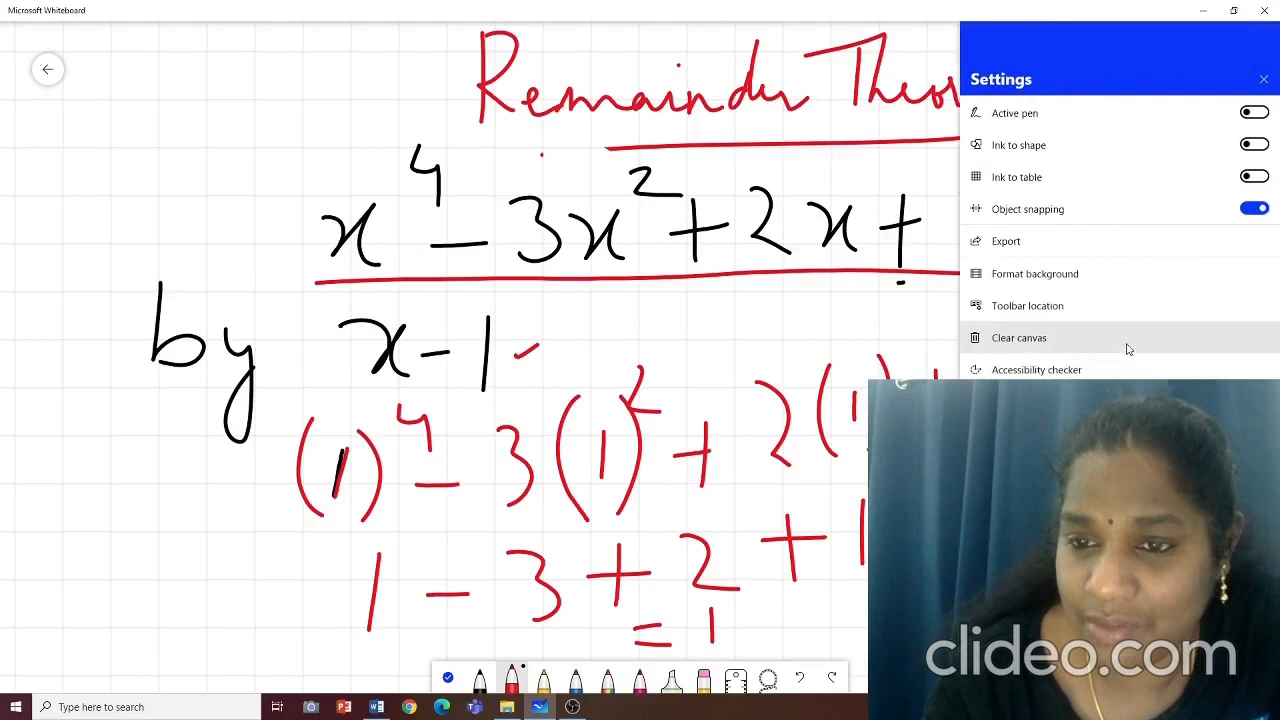 Microsoft Whiteboard
Remainder Theor
x⁴ - 3x² + 2x +
by x - 1
(1)⁴ - 3(1)² + 2(1)
1 - 3 + 2 + 1
= 1
Settings
Active pen
Ink to shape
Ink to table
Object snapping
Export
Format background
Toolbar location
Clear canvas
Accessibility checker
clideo.com
Type here to search